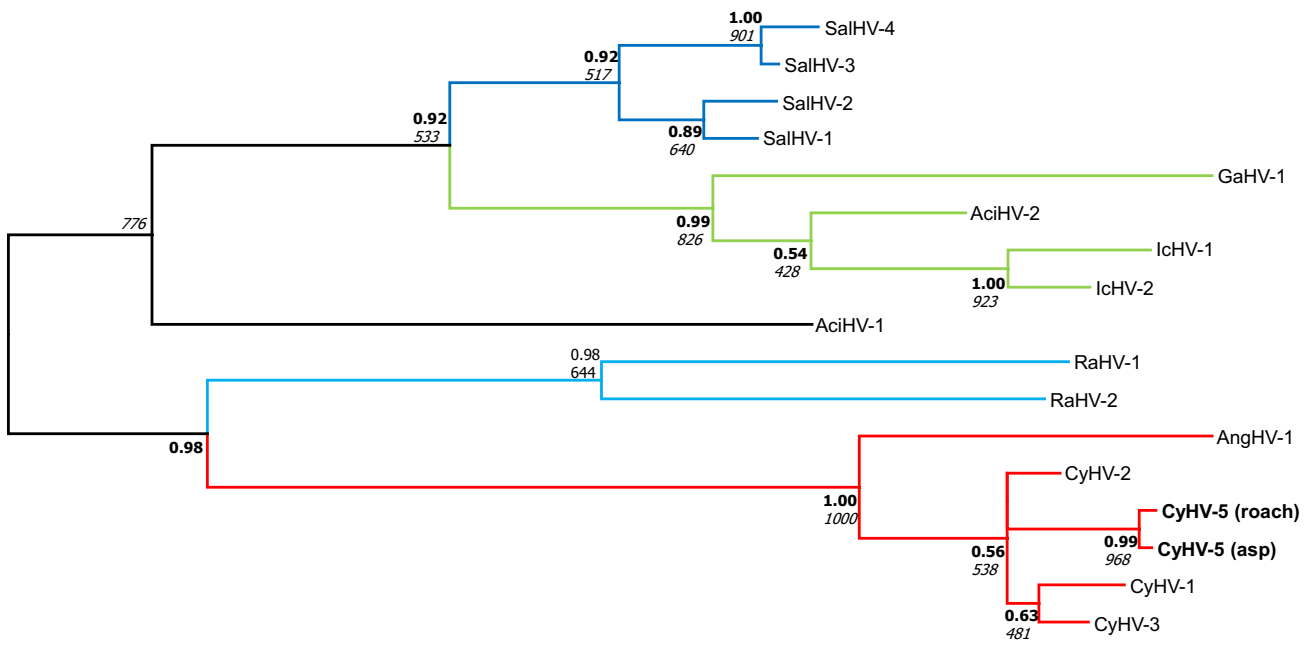 1.00
901
SalHV-4
0.92
517
SalHV-3
SalHV-2
0.92
533
0.89
640
SalHV-1
GaHV-1
776
0.99
826
AciHV-2
0.54
428
IcHV-1
1.00
923
IcHV-2
AciHV-1
0.98
644
RaHV-1
RaHV-2
0.98
AngHV-1
1.00
1000
CyHV-2
CyHV-5 (roach)
0.99
968
CyHV-5 (asp)
0.56
538
CyHV-1
0.63
481
CyHV-3